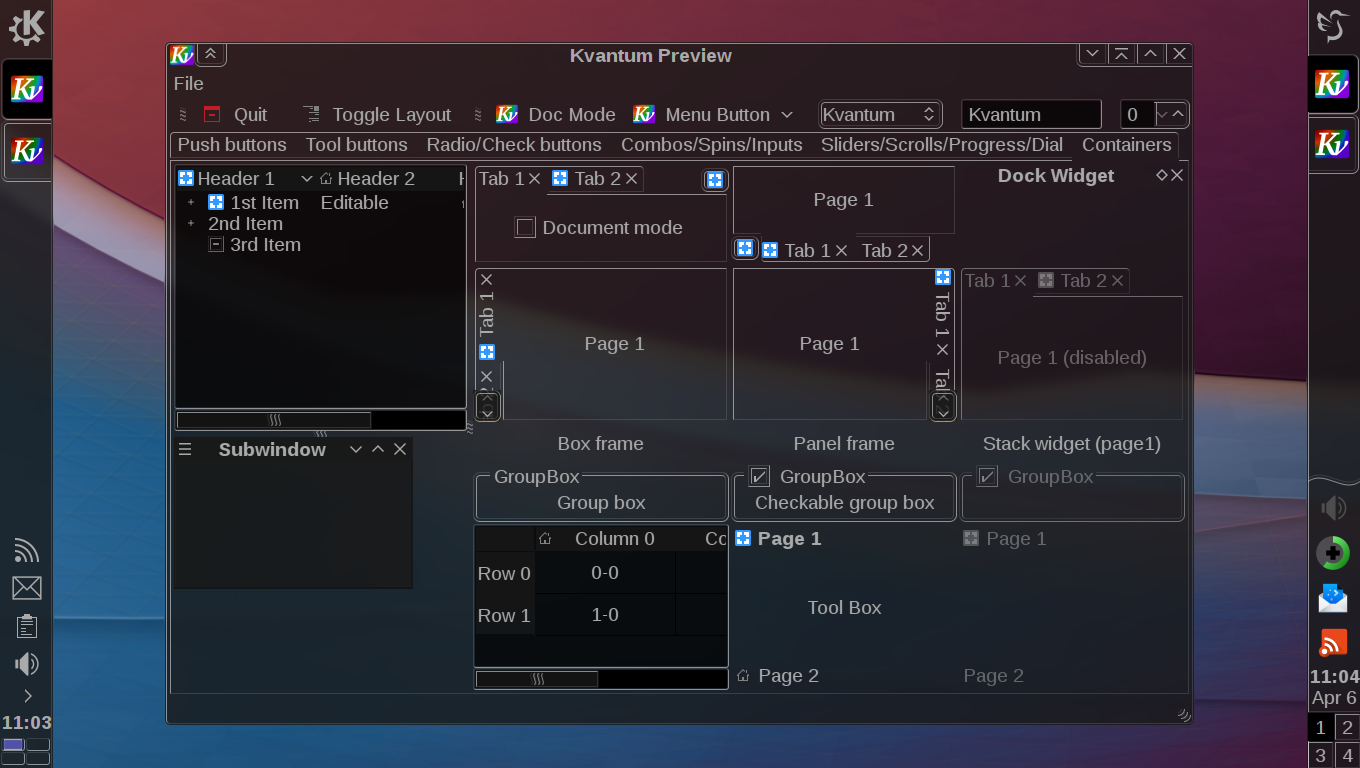 Kvantum Preview
File
Quit Toggle Layout Doc Mode Menu Button Kvantum Kvantum 0
Push buttons Tool buttons Radio/Check buttons Combos/Spins/Inputs Sliders/Scrolls/Progress/Dial Containers
Header 1 Header 2
1st Item Editable
2nd Item
3rd Item
Subwindow
Tab 1 Tab 2
Document mode
Page 1
Tab 1 Tab 2
Dock Widget
Tab 1
Page 1
Page 1
Tab 1
Tab 1 Tab 2
Page 1 (disabled)
Box frame Panel frame Stack widget (page1)
GroupBox
Group box
GroupBox
Checkable group box
GroupBox
Column 0 Co
Row 0 0-0
Row 1 1-0
Page 1
Tool Box
Page 2
Page 1
Page 2
11:03
11:04
Apr 6
1 2
3 4